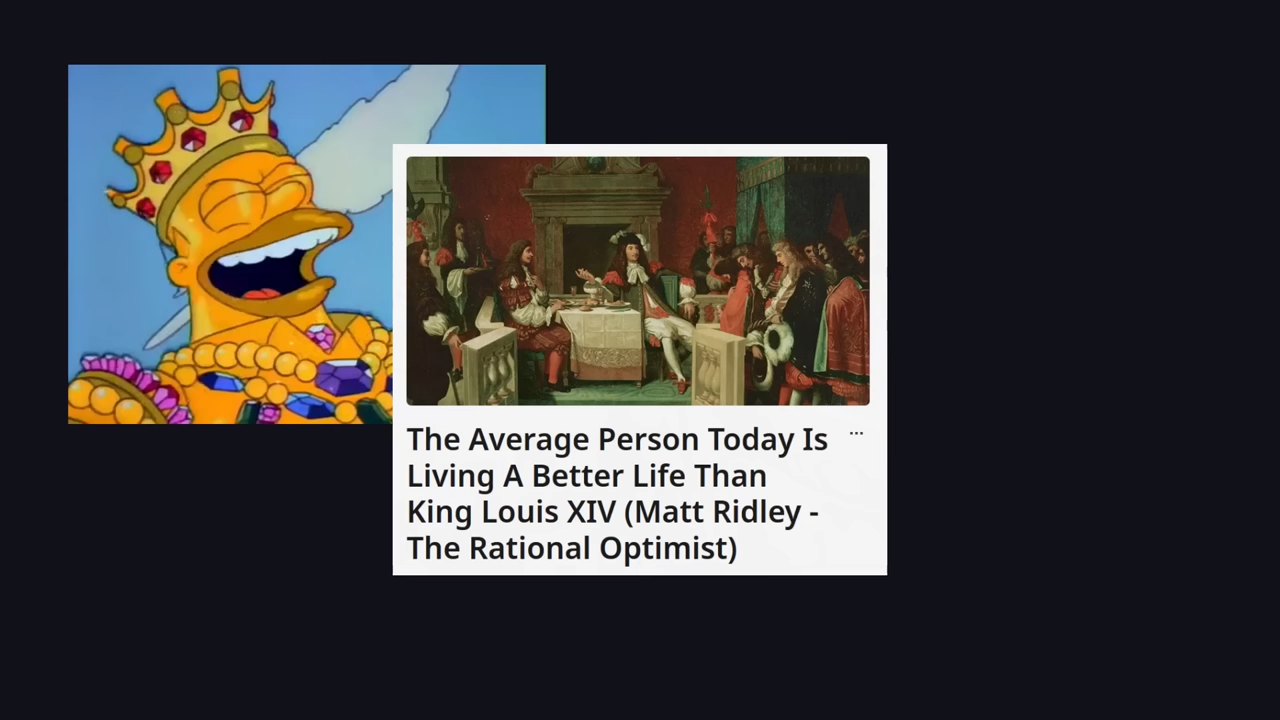 The Average Person Today Is
Living A Better Life Than
King Louis XIV (Matt Ridley -
The Rational Optimist)